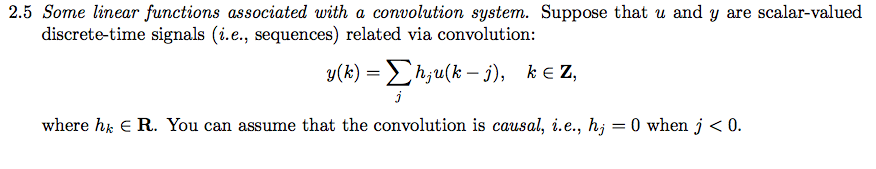 2.5 Some linear functions associated with a convolution system. Suppose that u and y are scalar-valued
discrete-time signals (i.e., sequences) related via convolution:
y(k) = ∑_j h_j u(k − j), k ∈ Z,
where h_k ∈ R. You can assume that the convolution is causal, i.e., h_j = 0 when j < 0.